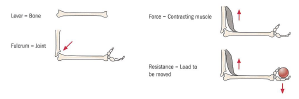 Lever – Bone
Fulcrum – Joint
Force – Contracting muscle
Resistance – Load to
be moved